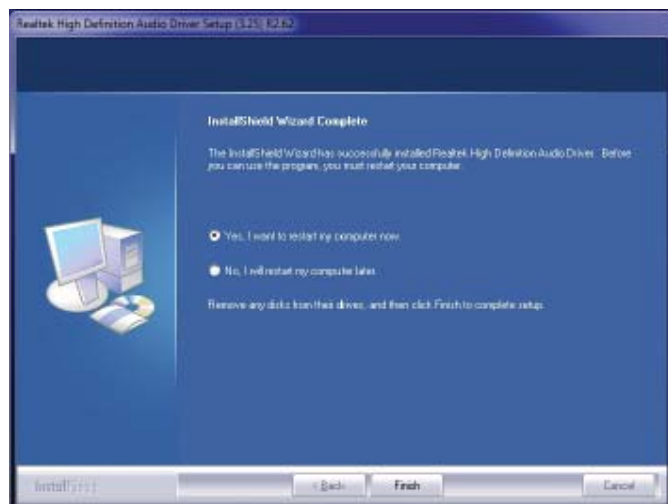 Realtek High Definition Audio Driver Setup (3.25) R2.62
InstallShield Wizard Complete
The InstallShield Wizard has successfully installed Realtek High Definition Audio Driver. Before
you can use the program, you must restart your computer.
Yes, I want to restart my computer now.
No, I will restart my computer later.
Remove any disks from their drives, and then click Finish to complete setup.
InstallShield
< Back
Finish
Cancel